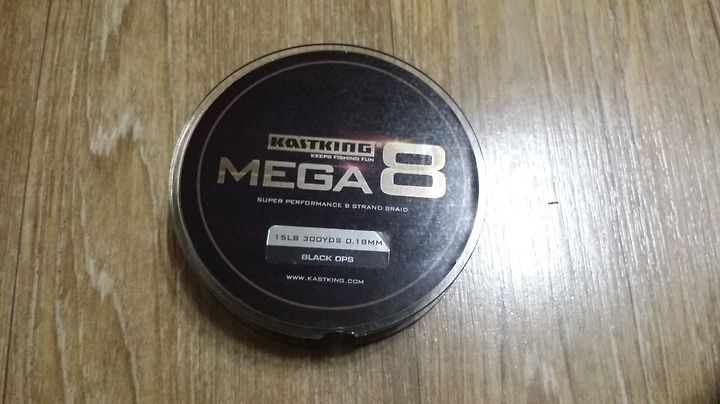 KASTKING
KEEPS FISHING FUN
MEGA 8
SUPER PERFORMANCE 8 STRAND BRAID
15LB 300YDS 0.18MM
BLACK OPS
WWW.KASTKING.COM